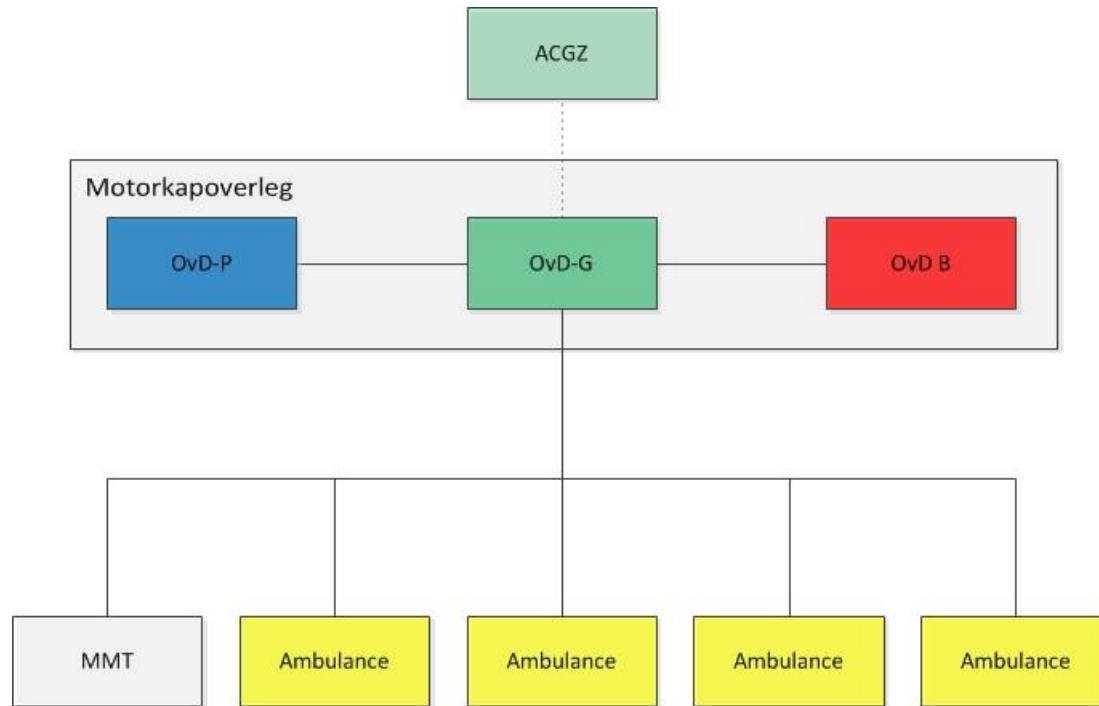 ACGZ
Motorkapoverleg
OvD-P
OvD-G
OvD B
MMT
Ambulance
Ambulance
Ambulance
Ambulance